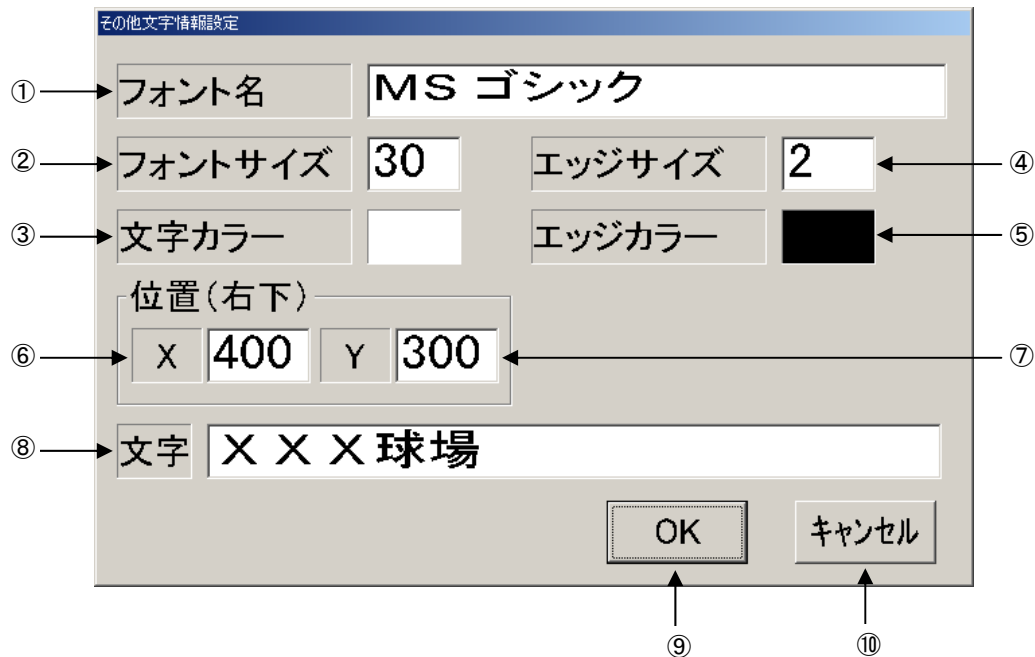 その他文字情報設定
① フォント名 MS ゴシック
② フォントサイズ 30 エッジサイズ 2 ④
③ 文字カラー エッジカラー ⑤
位置(右下)
⑥ X 400 Y 300 ⑦
⑧ 文字 XXX球場
OK キャンセル
⑨ ⑩